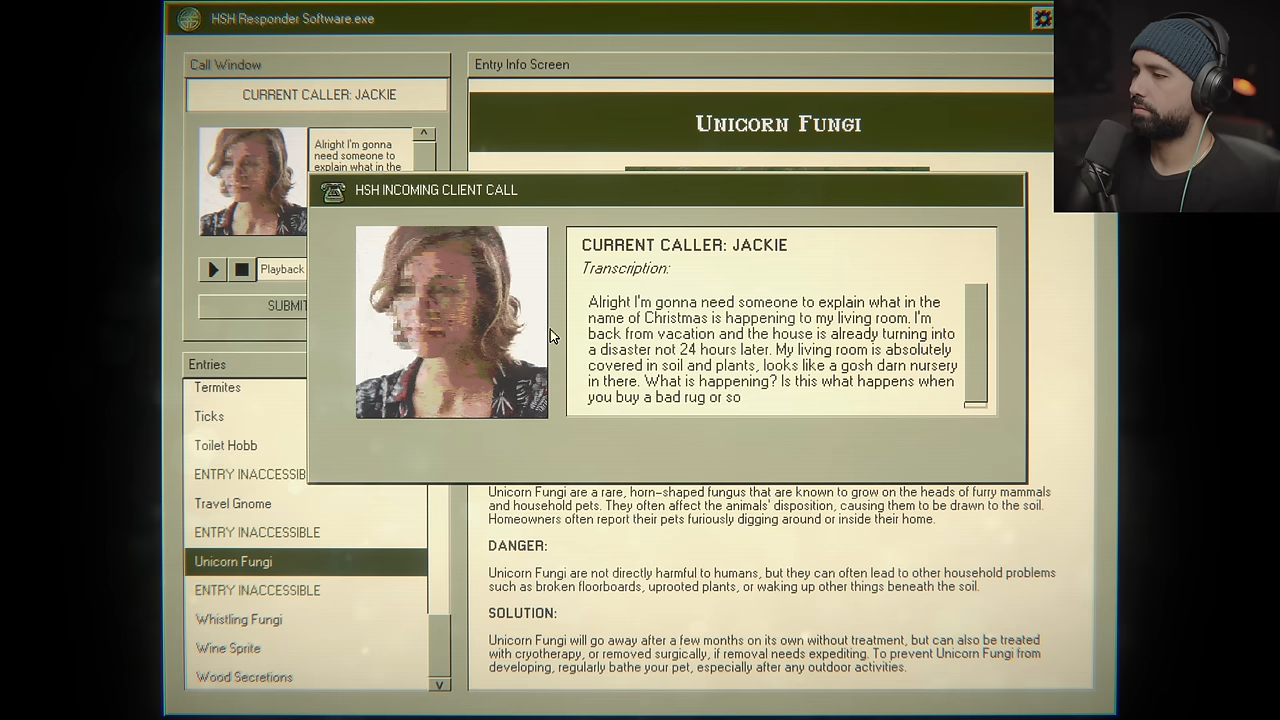 HSH Responder Software.exe
Call Window
CURRENT CALLER: JACKIE
Alright I'm gonna
need someone to
explain what in the
Playback
SUBMIT
Entries
Termites
Ticks
Toilet Hobb
ENTRY INACCESSIB
Travel Gnome
ENTRY INACCESSIBLE
Unicorn Fungi
ENTRY INACCESSIBLE
Whistling Fungi
Wine Sprite
Wood Secretions
Entry Info Screen
UNICORN FUNGI
HSH INCOMING CLIENT CALL
CURRENT CALLER: JACKIE
Transcription:
Alright I'm gonna need someone to explain what in the
name of Christmas is happening to my living room. I'm
back from vacation and the house is already turning into
a disaster not 24 hours later. My living room is absolutely
covered in soil and plants, looks like a gosh darn nursery
in there. What is happening? Is this what happens when
you buy a bad rug or so
Unicorn Fungi are a rare, horn-shaped fungus that are known to grow on the heads of furry mammals
and household pets. They often affect the animals' disposition, causing them to be drawn to the soil.
Homeowners often report their pets furiously digging around or inside their home.
DANGER:
Unicorn Fungi are not directly harmful to humans, but they can often lead to other household problems
such as broken floorboards, uprooted plants, or waking up other things beneath the soil.
SOLUTION:
Unicorn Fungi will go away after a few months on its own without treatment, but can also be treated
with cryotherapy, or removed surgically, if removal needs expediting. To prevent Unicorn Fungi from
developing, regularly bathe your pet, especially after any outdoor activities.